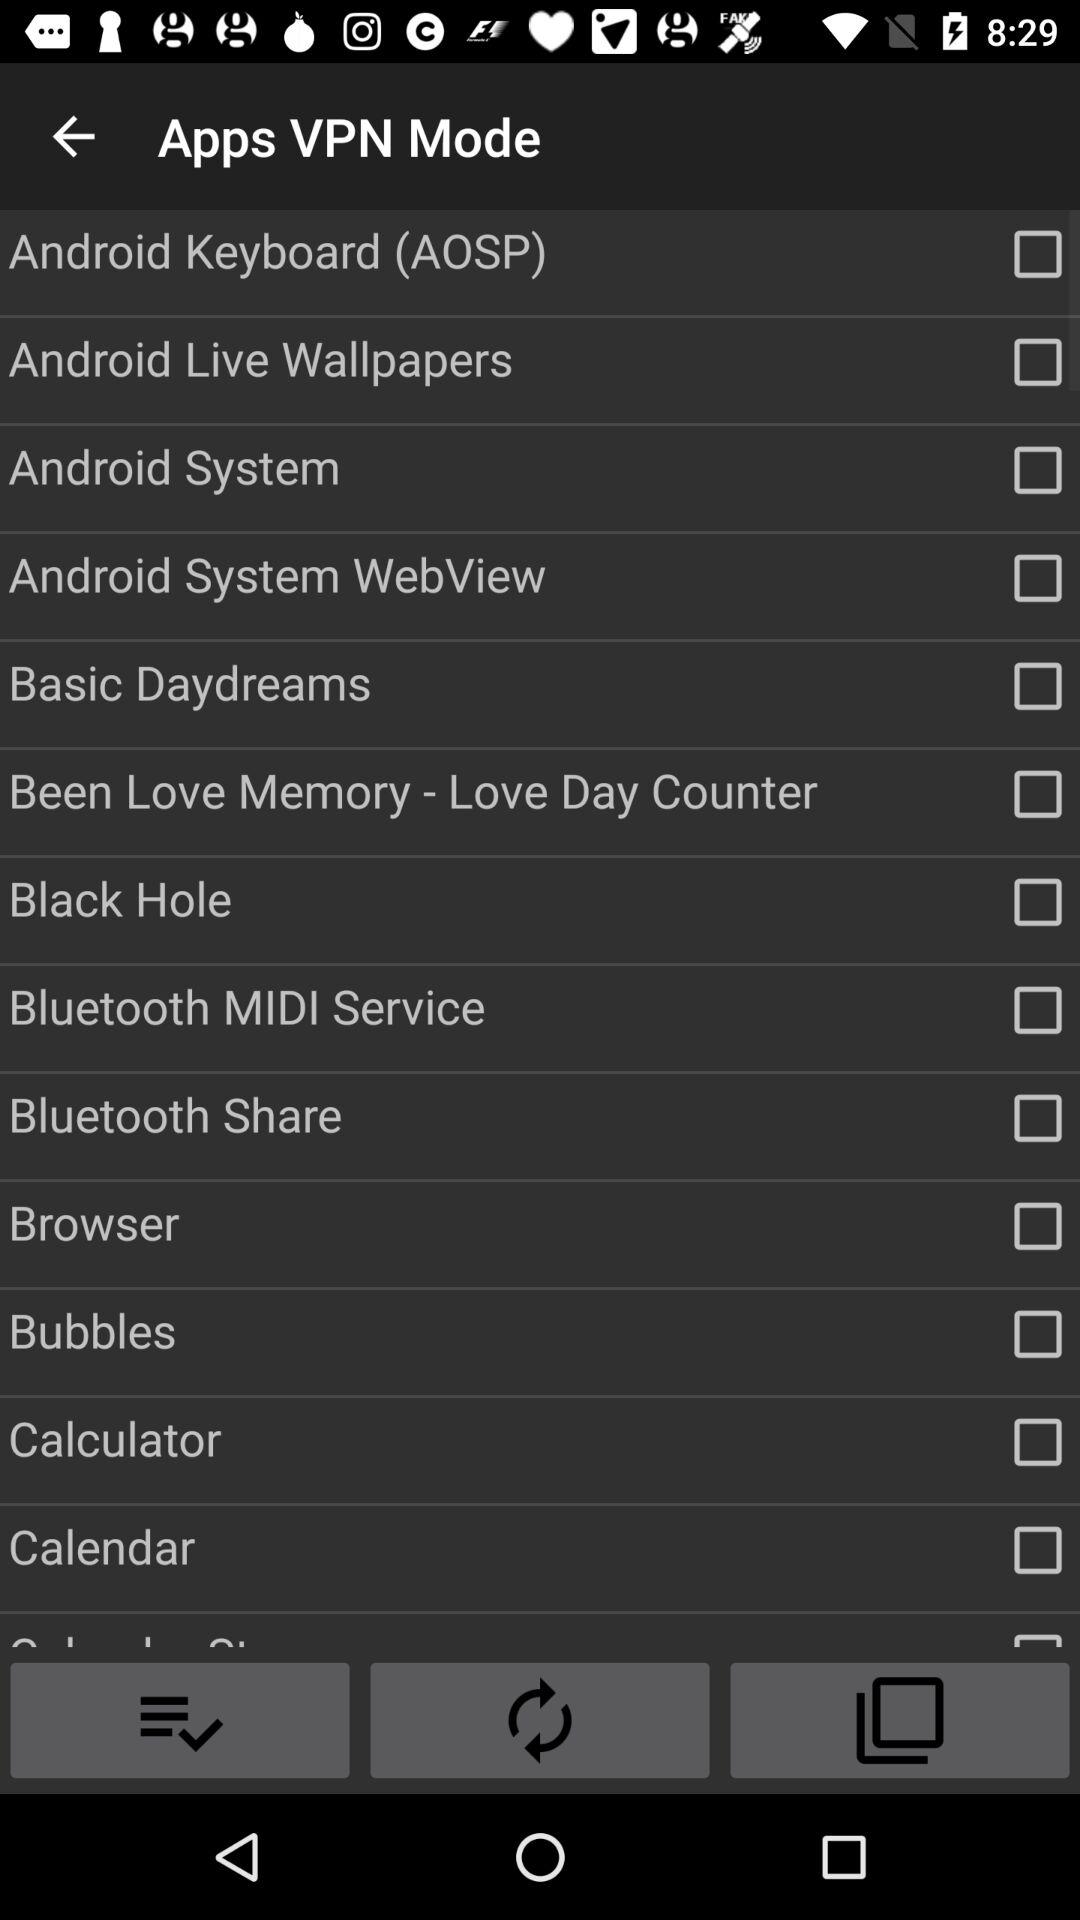 FAKE
8:29
Apps VPN Mode
Android Keyboard (AOSP)
Android Live Wallpapers
Android System
Android System WebView
Basic Daydreams
Been Love Memory - Love Day Counter
Black Hole
Bluetooth MIDI Service
Bluetooth Share
Browser
Bubbles
Calculator
Calendar